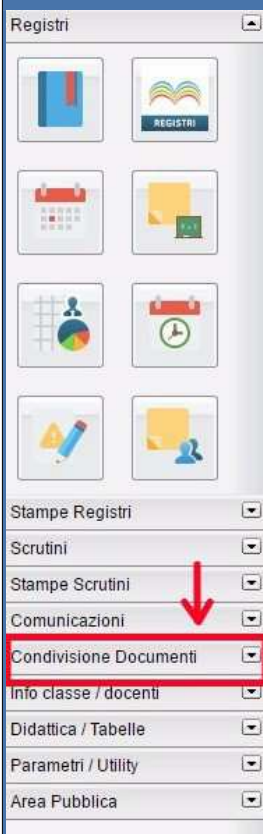 Registri
REGISTRI
Stampe Registri
Scrutini
Stampe Scrutini
Comunicazioni
Condivisione Documenti
Info classe / docenti
Didattica / Tabelle
Parametri / Utility
Area Pubblica